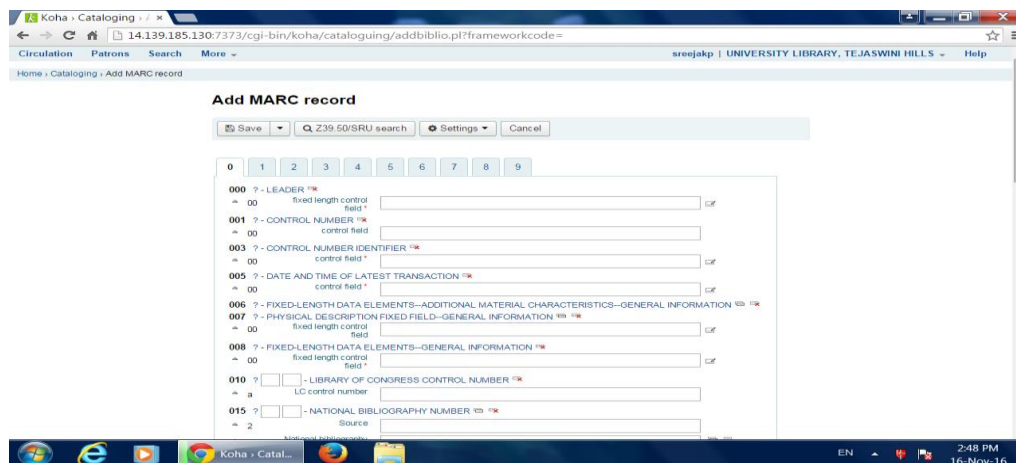 Koha › Cataloging › /
14.139.185.130:7373/cgi-bin/koha/cataloguing/addbiblio.pl?frameworkcode=
Circulation Patrons Search More
sreejakp | UNIVERSITY LIBRARY, TEJASWINI HILLS Help
Home › Cataloging › Add MARC record
Add MARC record
Save Z39.50/SRU search Settings Cancel
0 1 2 3 4 5 6 7 8 9
000 ? - LEADER
00 fixed length control field *
001 ? - CONTROL NUMBER
00 control field
003 ? - CONTROL NUMBER IDENTIFIER
00 control field *
005 ? - DATE AND TIME OF LATEST TRANSACTION
00 control field *
006 ? - FIXED-LENGTH DATA ELEMENTS--ADDITIONAL MATERIAL CHARACTERISTICS--GENERAL INFORMATION
007 ? - PHYSICAL DESCRIPTION FIXED FIELD--GENERAL INFORMATION
00 fixed length control field
008 ? - FIXED-LENGTH DATA ELEMENTS--GENERAL INFORMATION
00 fixed length control field *
010 ? - LIBRARY OF CONGRESS CONTROL NUMBER
a LC control number
015 ? - NATIONAL BIBLIOGRAPHY NUMBER
2 Source
National bibliography
Koha › Catal...
EN
2:48 PM
16-Nov-16